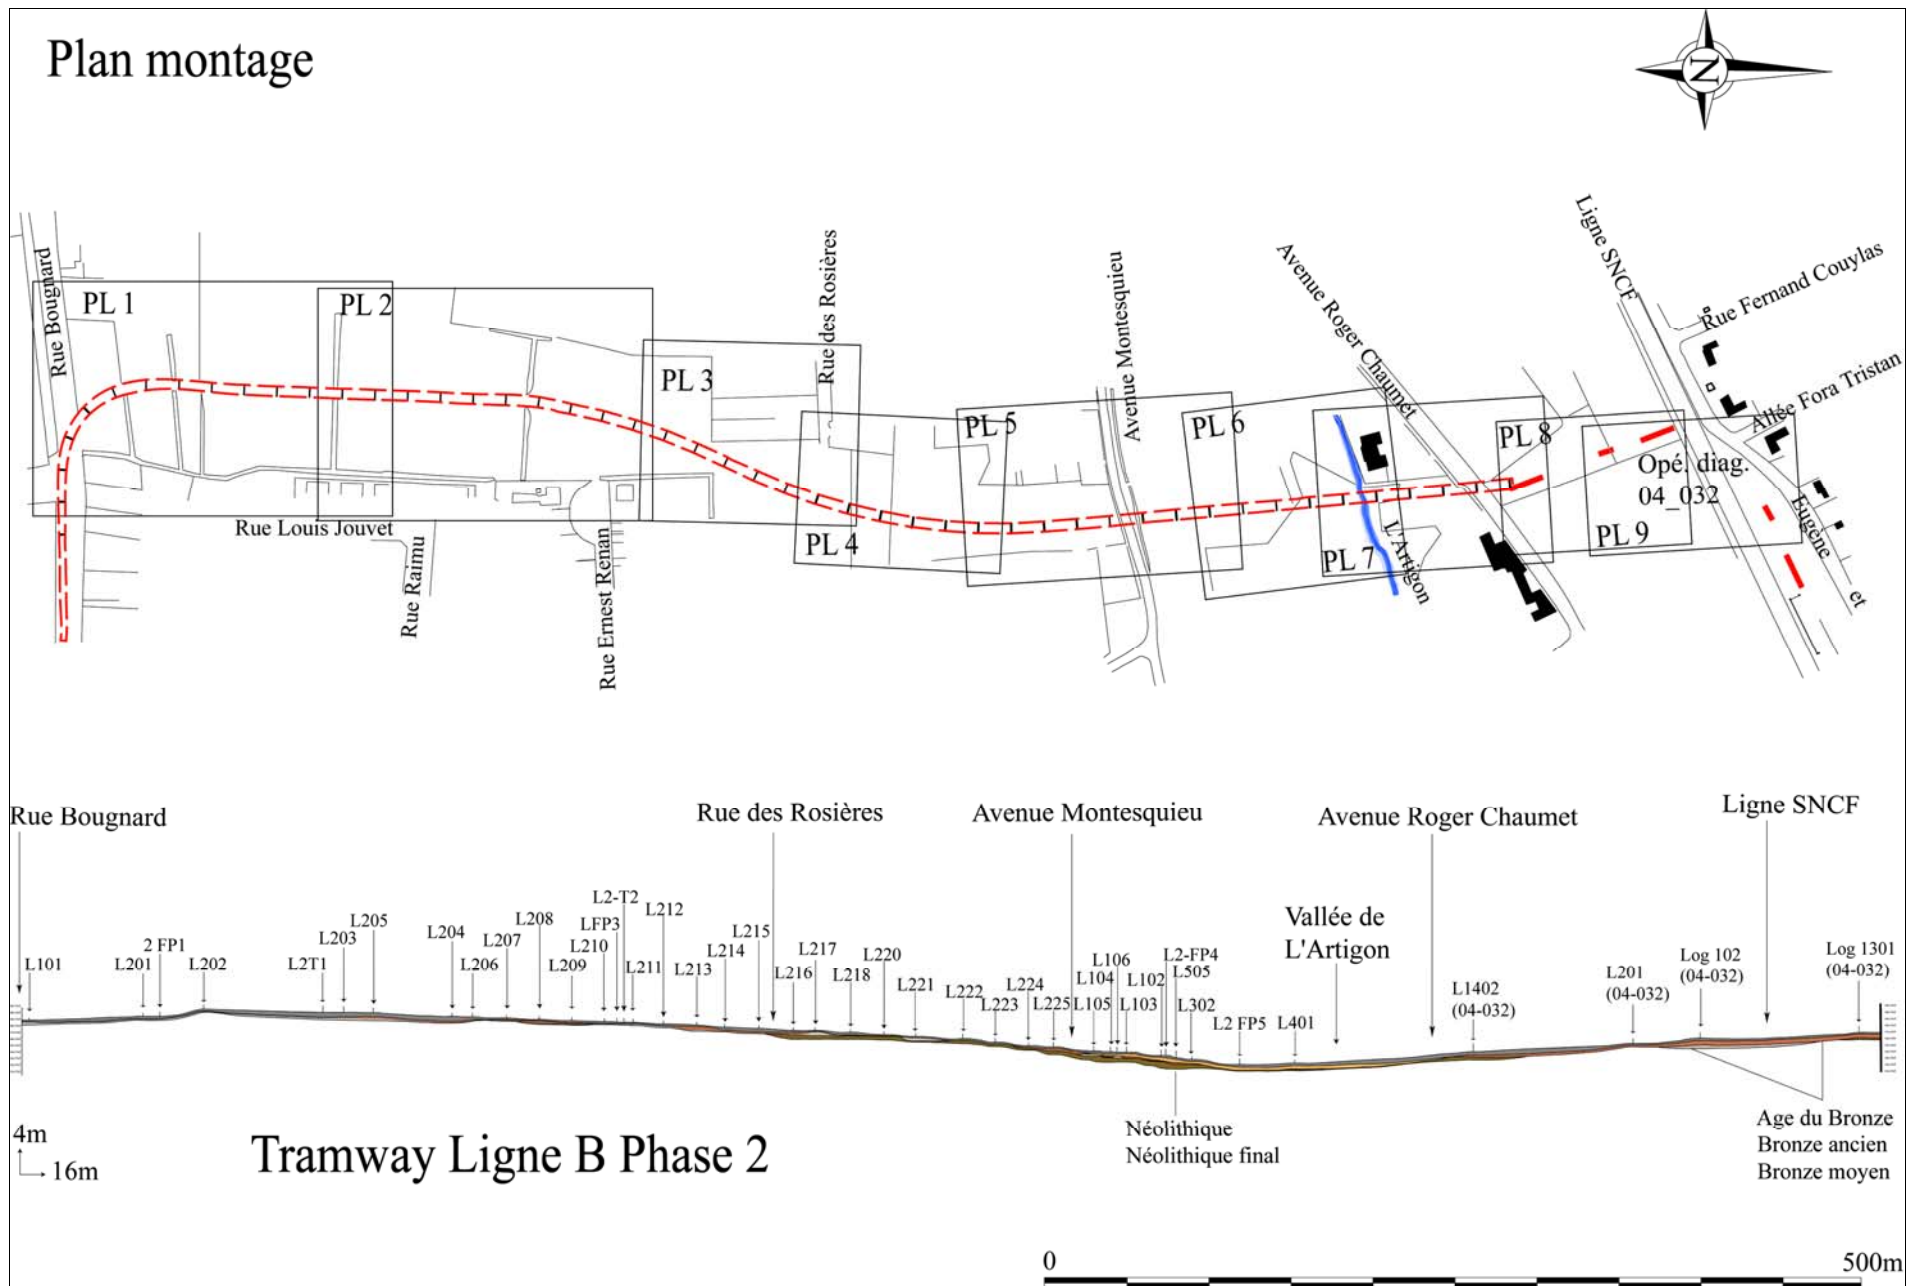 Plan montage
N
Rue Bougnard
PL 1
PL 2
PL 3
Rue des Rosières
PL 4
PL 5
Avenue Montesquieu
PL 6
Avenue Roger Chaumet
PL 7
L'Artigon
PL 8
Ligne SNCF
Rue Fernand Couylas
Allée Fora Tristan
Opé. diag.
04_032
PL 9
Eugène
et
Rue Louis Jouvet
Rue Raimu
Rue Ernest Renan
Rue Bougnard
Rue des Rosières
Avenue Montesquieu
Avenue Roger Chaumet
Ligne SNCF
Vallée de
L'Artigon
L101
L201
2 FP1
L202
L2T1
L203
L205
L204
L206
L207
L208
L209
L210
LFP3
L2-T2
L211
L212
L213
L214
L215
L216
L217
L218
L220
L221
L222
L223
L224
L225
L105
L104
L106
L103
L102
L2-FP4
L505
L302
L2 FP5
L401
L1402
(04-032)
L201
(04-032)
Log 102
(04-032)
Log 1301
(04-032)
Néolithique
Néolithique final
Age du Bronze
Bronze ancien
Bronze moyen
4m
16m
Tramway Ligne B Phase 2
0
500m